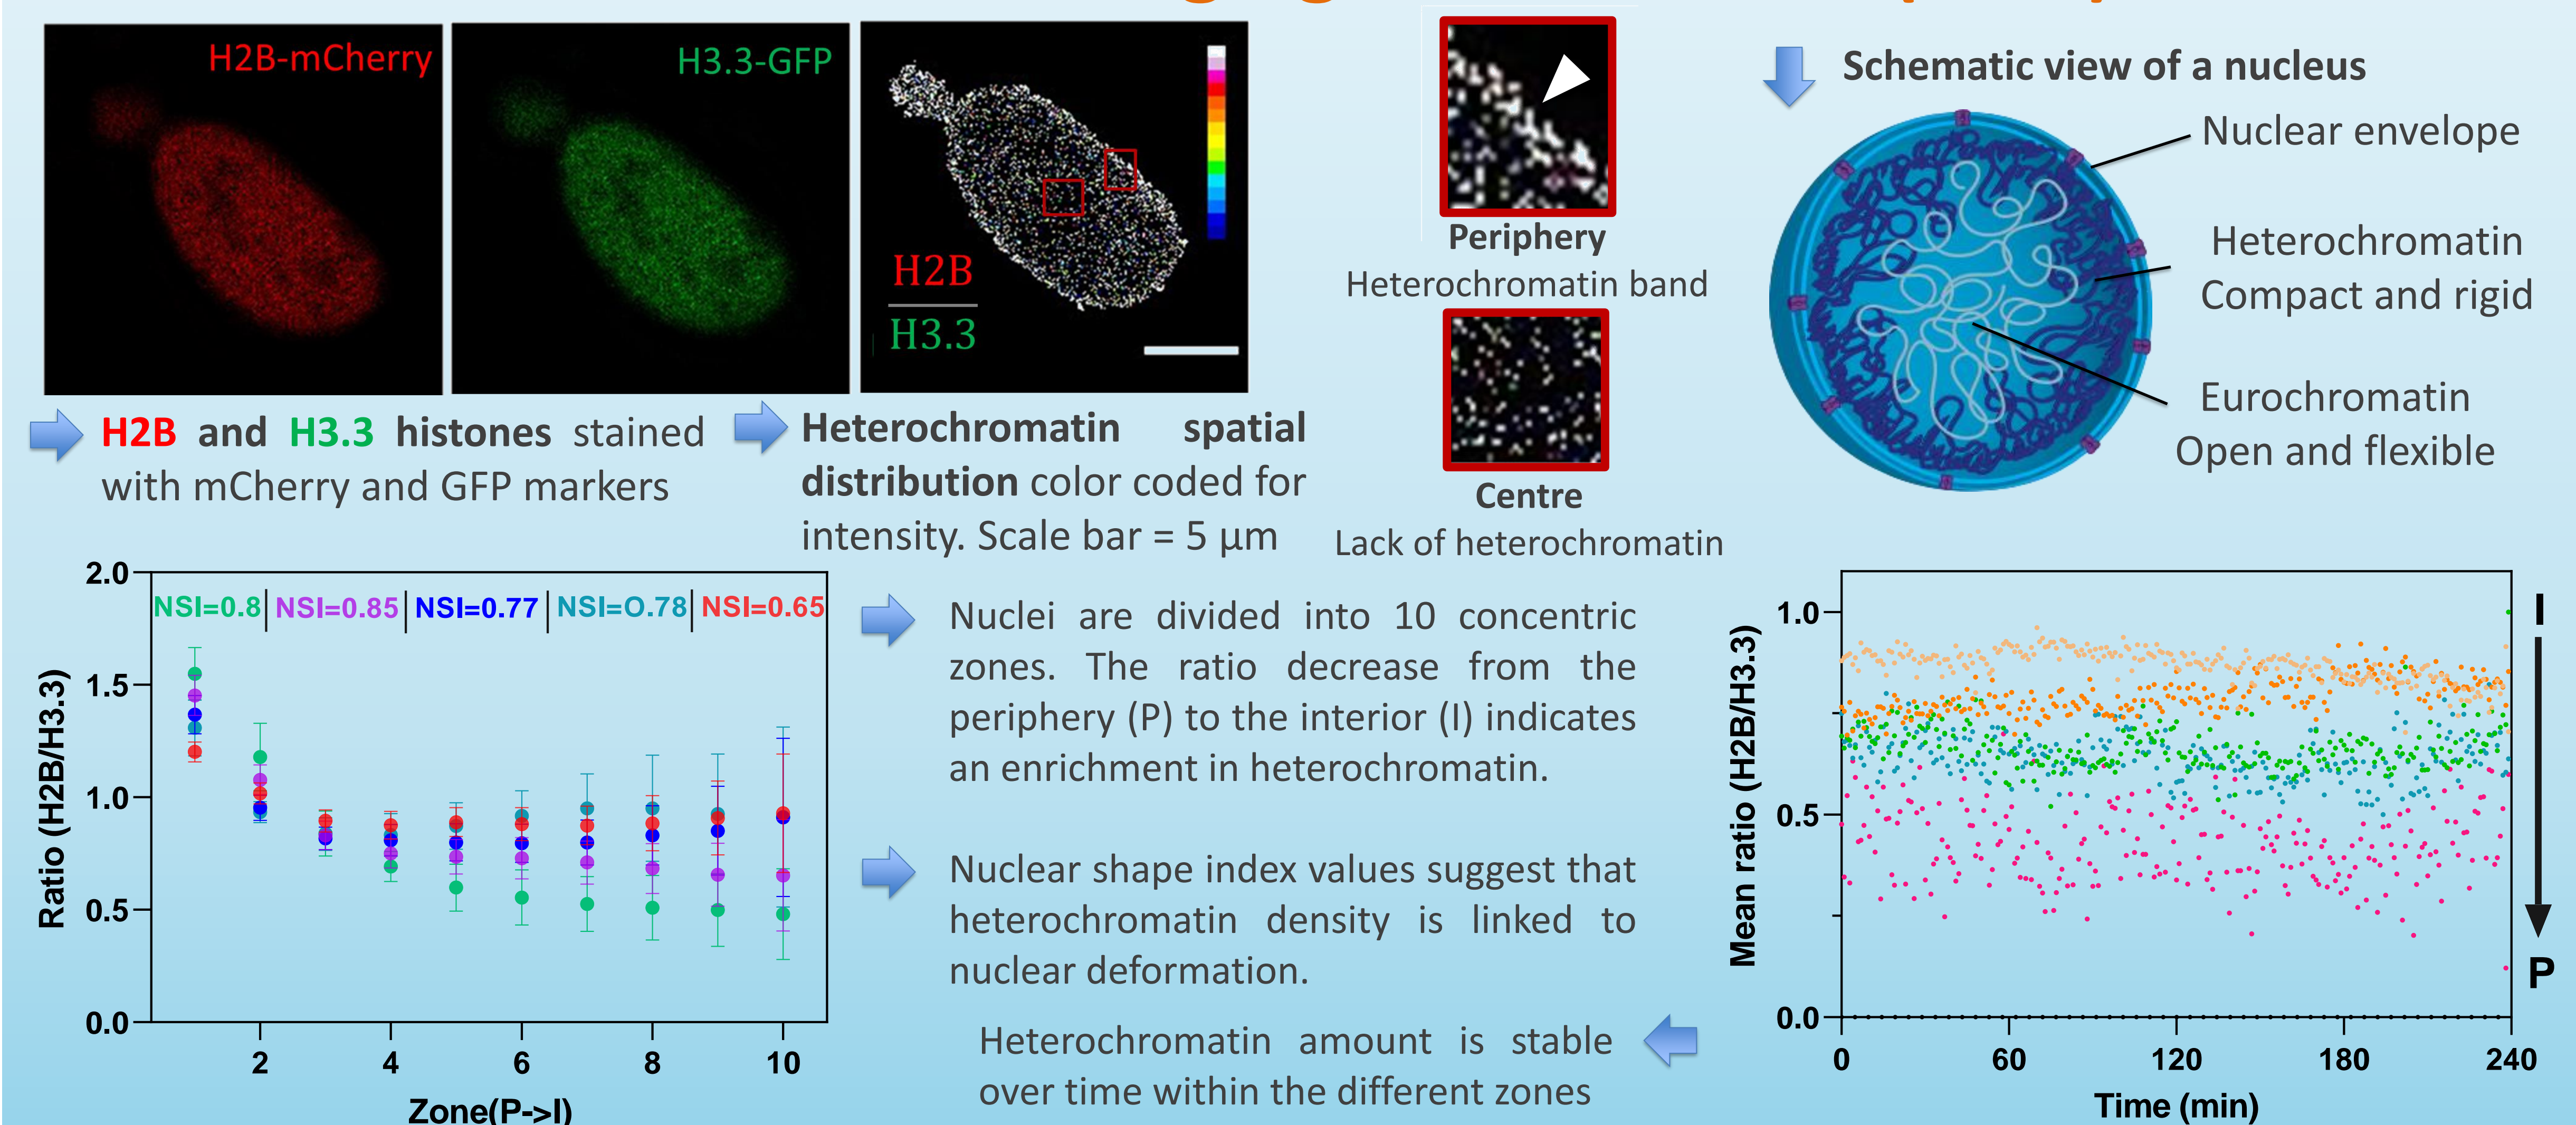 H2B-mCherry
H3.3-GFP
H2B
H3.3
Periphery
Heterochromatin band
Centre
Lack of heterochromatin
Schematic view of a nucleus
Nuclear envelope
Heterochromatin
Compact and rigid
Eurochromatin
Open and flexible
H2B and H3.3 histones stained
with mCherry and GFP markers
Heterochromatin spatial
distribution color coded for
intensity. Scale bar = 5 µm
2.0
1.5
1.0
0.5
0.0
Ratio (H2B/H3.3)
NSI=0.8 | NSI=0.85 | NSI=0.77 | NSI=O.78 | NSI=0.65
2 4 6 8 10
Zone(P->I)
Nuclei are divided into 10 concentric
zones. The ratio decrease from the
periphery (P) to the interior (I) indicates
an enrichment in heterochromatin.
Nuclear shape index values suggest that
heterochromatin density is linked to
nuclear deformation.
Heterochromatin amount is stable
over time within the different zones
1.0
0.5
0.0
Mean ratio (H2B/H3.3)
0 60 120 180 240
Time (min)
I
P